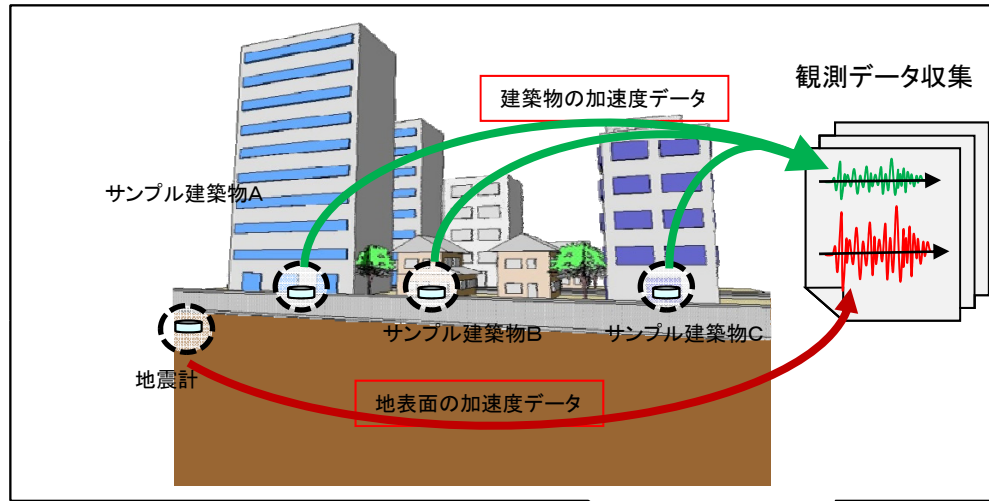 建築物の加速度データ
観測データ収集
サンプル建築物A
サンプル建築物B
サンプル建築物C
地震計
地表面の加速度データ